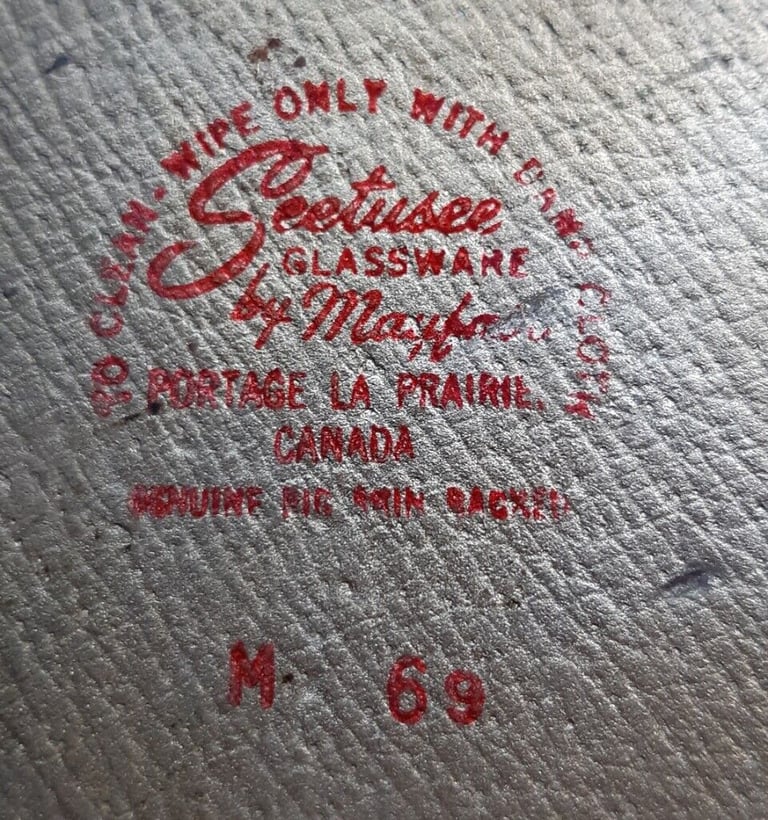 TO CLEAN - WIPE ONLY WITH DAMP CLOTH
Seetusee
GLASSWARE
by Mayfair
PORTAGE LA PRAIRIE,
CANADA
GENUINE PIG SKIN BACKED
M 69